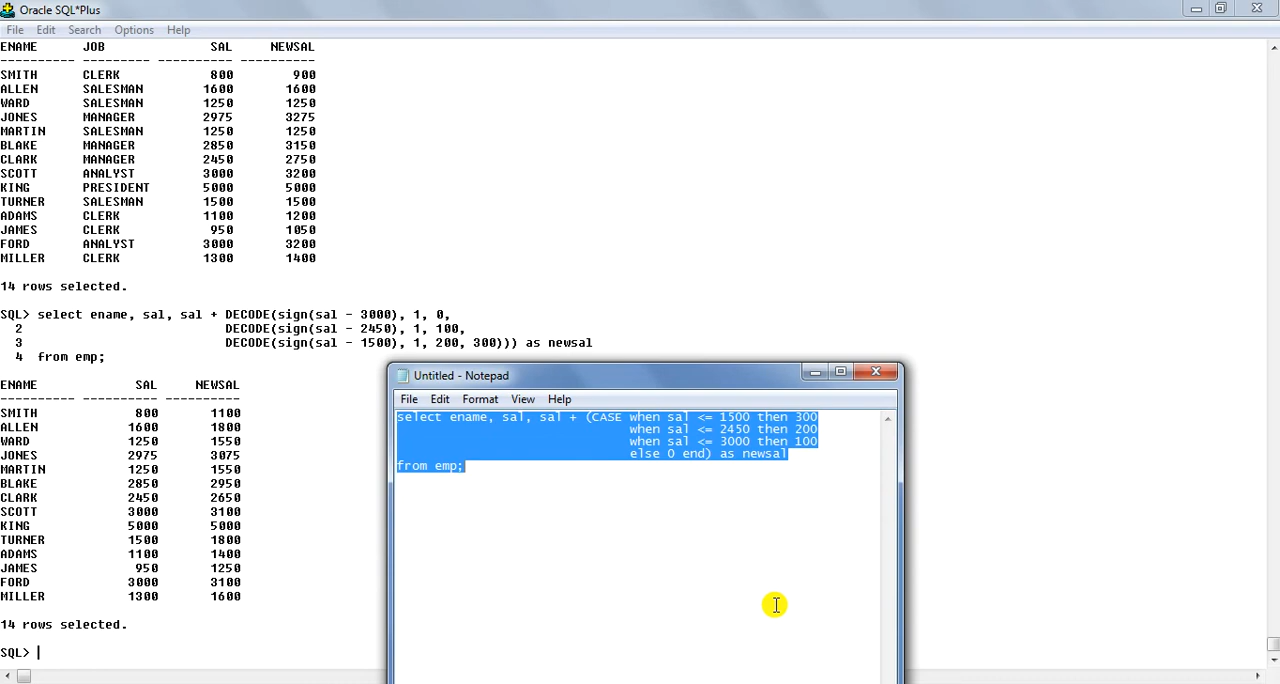 Oracle SQL*Plus
File Edit Search Options Help
ENAME JOB SAL NEWSAL
---------- --------- ---------- ----------
SMITH CLERK 800 900
ALLEN SALESMAN 1600 1600
WARD SALESMAN 1250 1250
JONES MANAGER 2975 3275
MARTIN SALESMAN 1250 1250
BLAKE MANAGER 2850 3150
CLARK MANAGER 2450 2750
SCOTT ANALYST 3000 3200
KING PRESIDENT 5000 5000
TURNER SALESMAN 1500 1500
ADAMS CLERK 1100 1200
JAMES CLERK 950 1050
FORD ANALYST 3000 3200
MILLER CLERK 1300 1400
14 rows selected.
SQL> select ename, sal, sal + DECODE(sign(sal - 3000), 1, 0,
2 DECODE(sign(sal - 2450), 1, 100,
3 DECODE(sign(sal - 1500), 1, 200, 300))) as newsal
4 from emp;
ENAME SAL NEWSAL
---------- ---------- ----------
SMITH 800 1100
ALLEN 1600 1800
WARD 1250 1550
JONES 2975 3075
MARTIN 1250 1550
BLAKE 2850 2950
CLARK 2450 2650
SCOTT 3000 3100
KING 5000 5000
TURNER 1500 1800
ADAMS 1100 1400
JAMES 950 1250
FORD 3000 3100
MILLER 1300 1600
14 rows selected.
SQL>
Untitled - Notepad
File Edit Format View Help
select ename, sal, sal + (CASE when sal <= 1500 then 300
when sal <= 2450 then 200
when sal <= 3000 then 100
else 0 end) as newsal
from emp;